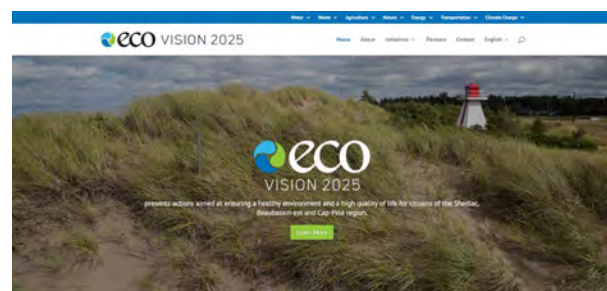 Water Waste Agriculture Nature Energy Transportation Climate Change
eco VISION 2025
Home About Initiatives Partners Contact English
eco
VISION 2025
presents actions aimed at ensuring a healthy environment and a high quality of life for citizens of the Shediac,
Beaubassin-est and Cap-Pelé region.
Learn More